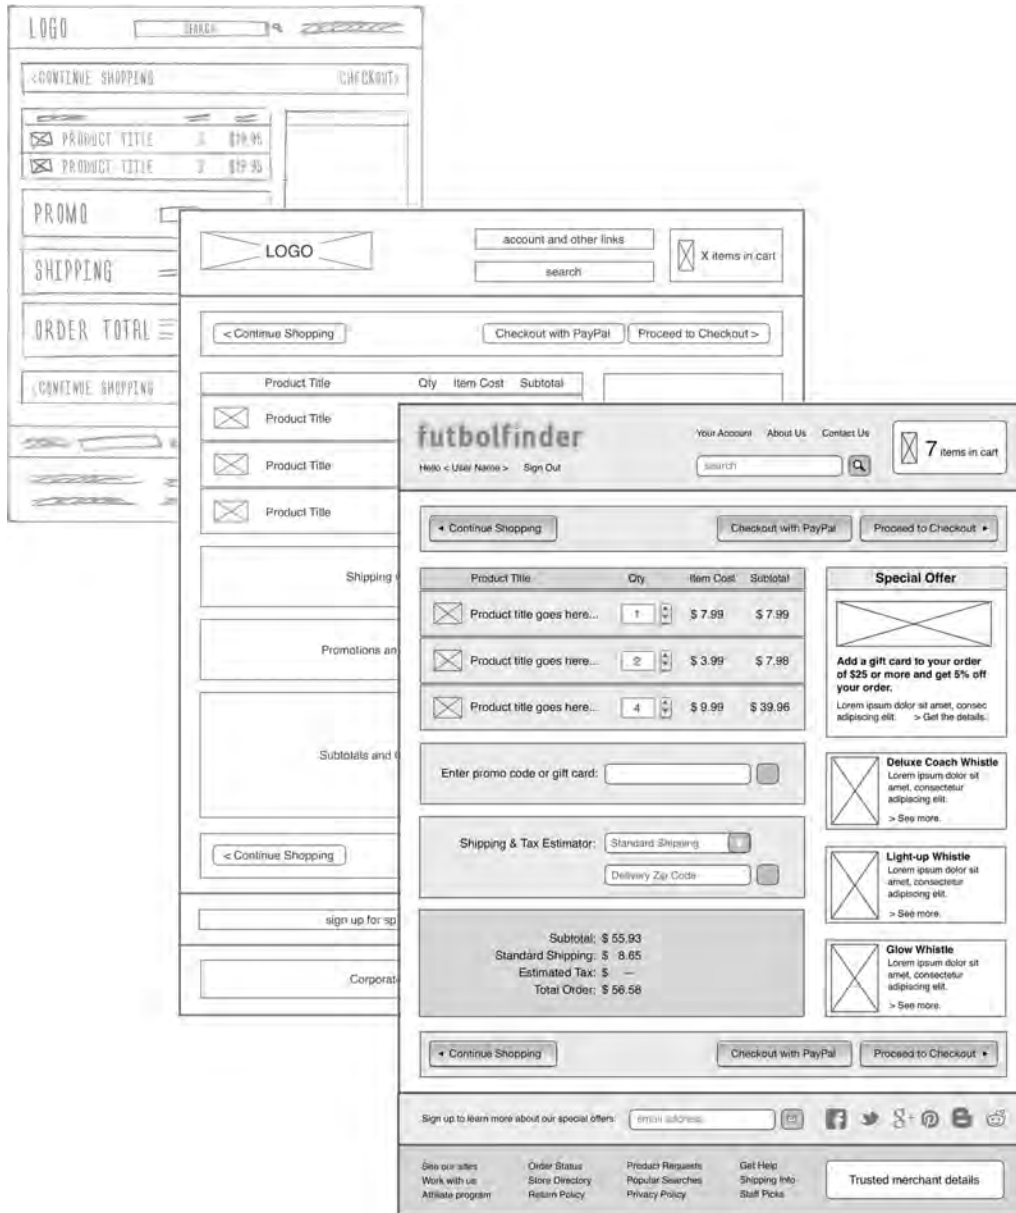 LOGO
SEARCH
<CONTINUE SHOPPING
CHECKOUT>
PRODUCT TITLE
$19.95
PRODUCT TITLE
$19.95
PROMO
SHIPPING
ORDER TOTAL
<CONTINUE SHOPPING
LOGO
account and other links
search
X items in cart
< Continue Shopping
Checkout with PayPal
Proceed to Checkout >
Product Title Qty Item Cost Subtotal
Product Title
Product Title
Product Title
Shipping
Promotions an
Subtotals and
< Continue Shopping
sign up for sp
Corporat
futbolfinder
Your Account About Us Contact Us
Hello < User Name > Sign Out
search
7 items in cart
Continue Shopping
Checkout with PayPal
Proceed to Checkout
Product Title Qty Item Cost Subtotal
Product title goes here... 1 $ 7.99 $ 7.99
Product title goes here... 2 $ 3.99 $ 7.98
Product title goes here... 4 $ 9.99 $ 39.96
Enter promo code or gift card:
Shipping & Tax Estimator: Standard Shipping
Delivery Zip Code
Subtotal: $ 55.93
Standard Shipping: $ 8.65
Estimated Tax: $ —
Total Order: $ 56.58
Special Offer
Add a gift card to your order
of $25 or more and get 5% off
your order.
Lorem ipsum dolor sit amet, consec
adipiscing elit. > Get the details.
Deluxe Coach Whistle
Lorem ipsum dolor sit
amet, consectetur
adipiscing elit.
> See more.
Light-up Whistle
Lorem ipsum dolor sit
amet, consectetur
adipiscing elit.
> See more.
Glow Whistle
Lorem ipsum dolor sit
amet, consectetur
adipiscing elit.
> See more.
Continue Shopping
Checkout with PayPal
Proceed to Checkout
Sign up to learn more about our special offers: email address
See our sites Order Status Product Requests Get Help
Work with us Store Directory Popular Searches Shipping Info
Affiliate program Return Policy Privacy Policy Staff Picks
Trusted merchant details